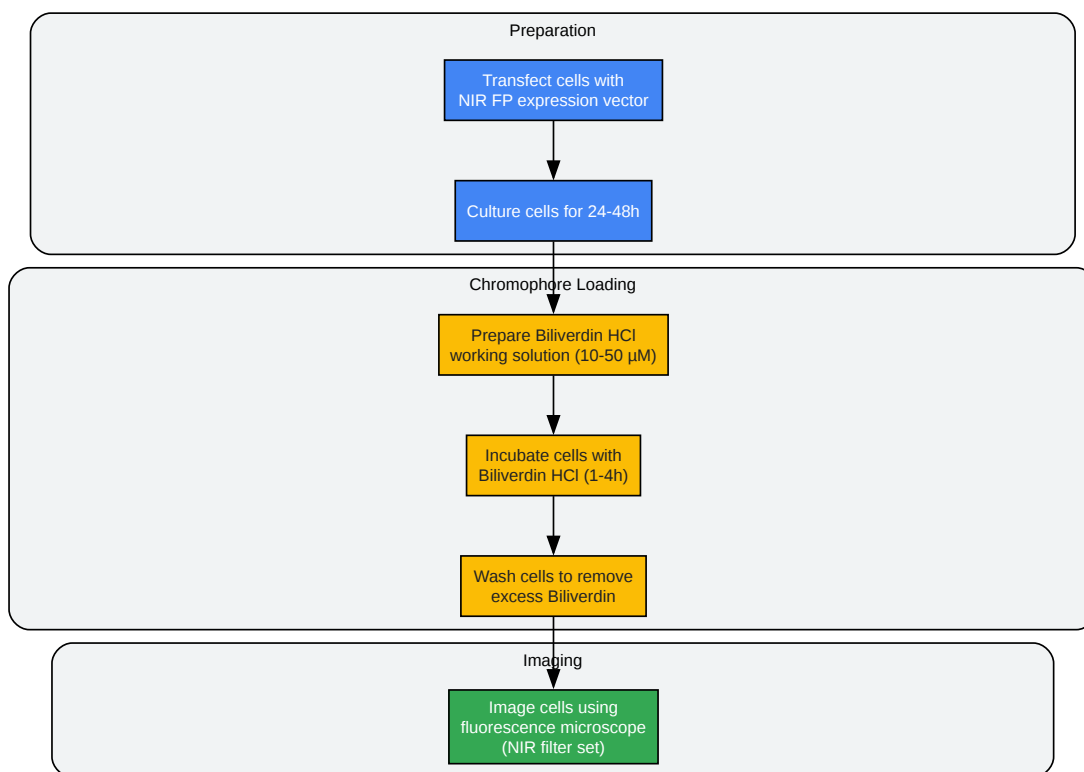 Preparation
Transfect cells with
NIR FP expression vector
Culture cells for 24-48h
Chromophore Loading
Prepare Biliverdin HCl
working solution (10-50 µM)
Incubate cells with
Biliverdin HCl (1-4h)
Wash cells to remove
excess Biliverdin
Imaging
Image cells using
fluorescence microscope
(NIR filter set)